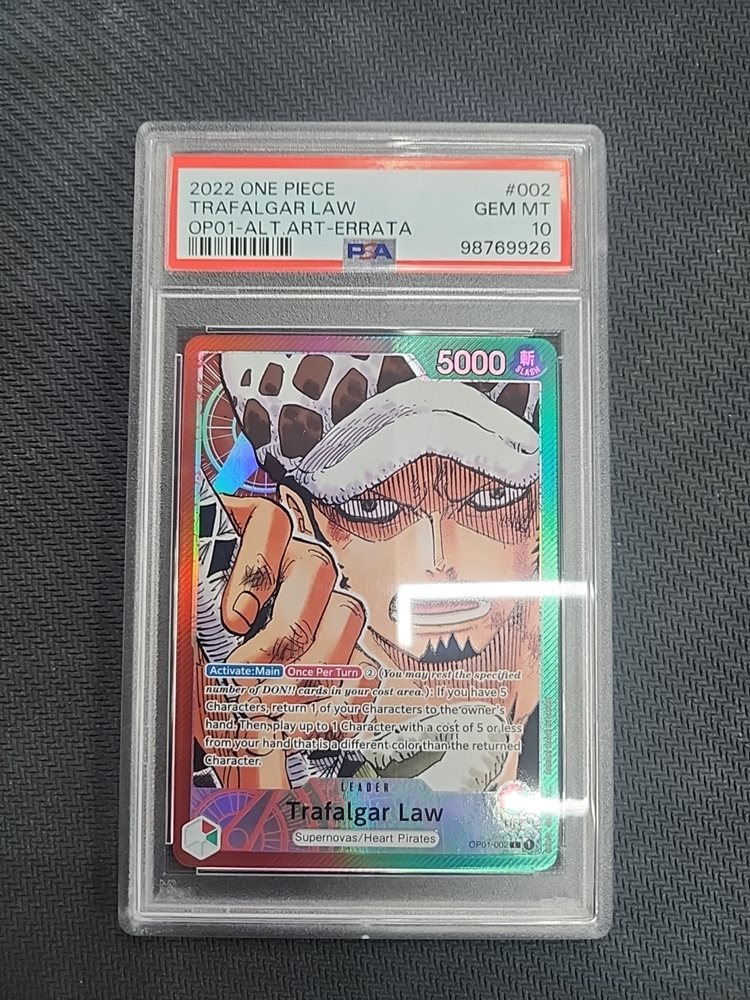 2022 ONE PIECE #002
TRAFALGAR LAW GEM MT
OP01-ALT.ART-ERRATA 10
PSA 98769926
5000 斬
SLASH
Activate:Main Once Per Turn ② (You may rest the specified
number of DON!! cards in your cost area.): If you have 5
Characters, return 1 of your Characters to the owner's
hand. Then, play up to 1 Character with a cost of 5 or less
from your hand that is a different color than the returned
Character.
LEADER
Trafalgar Law
Supernovas/Heart Pirates
OP01-002 L 1